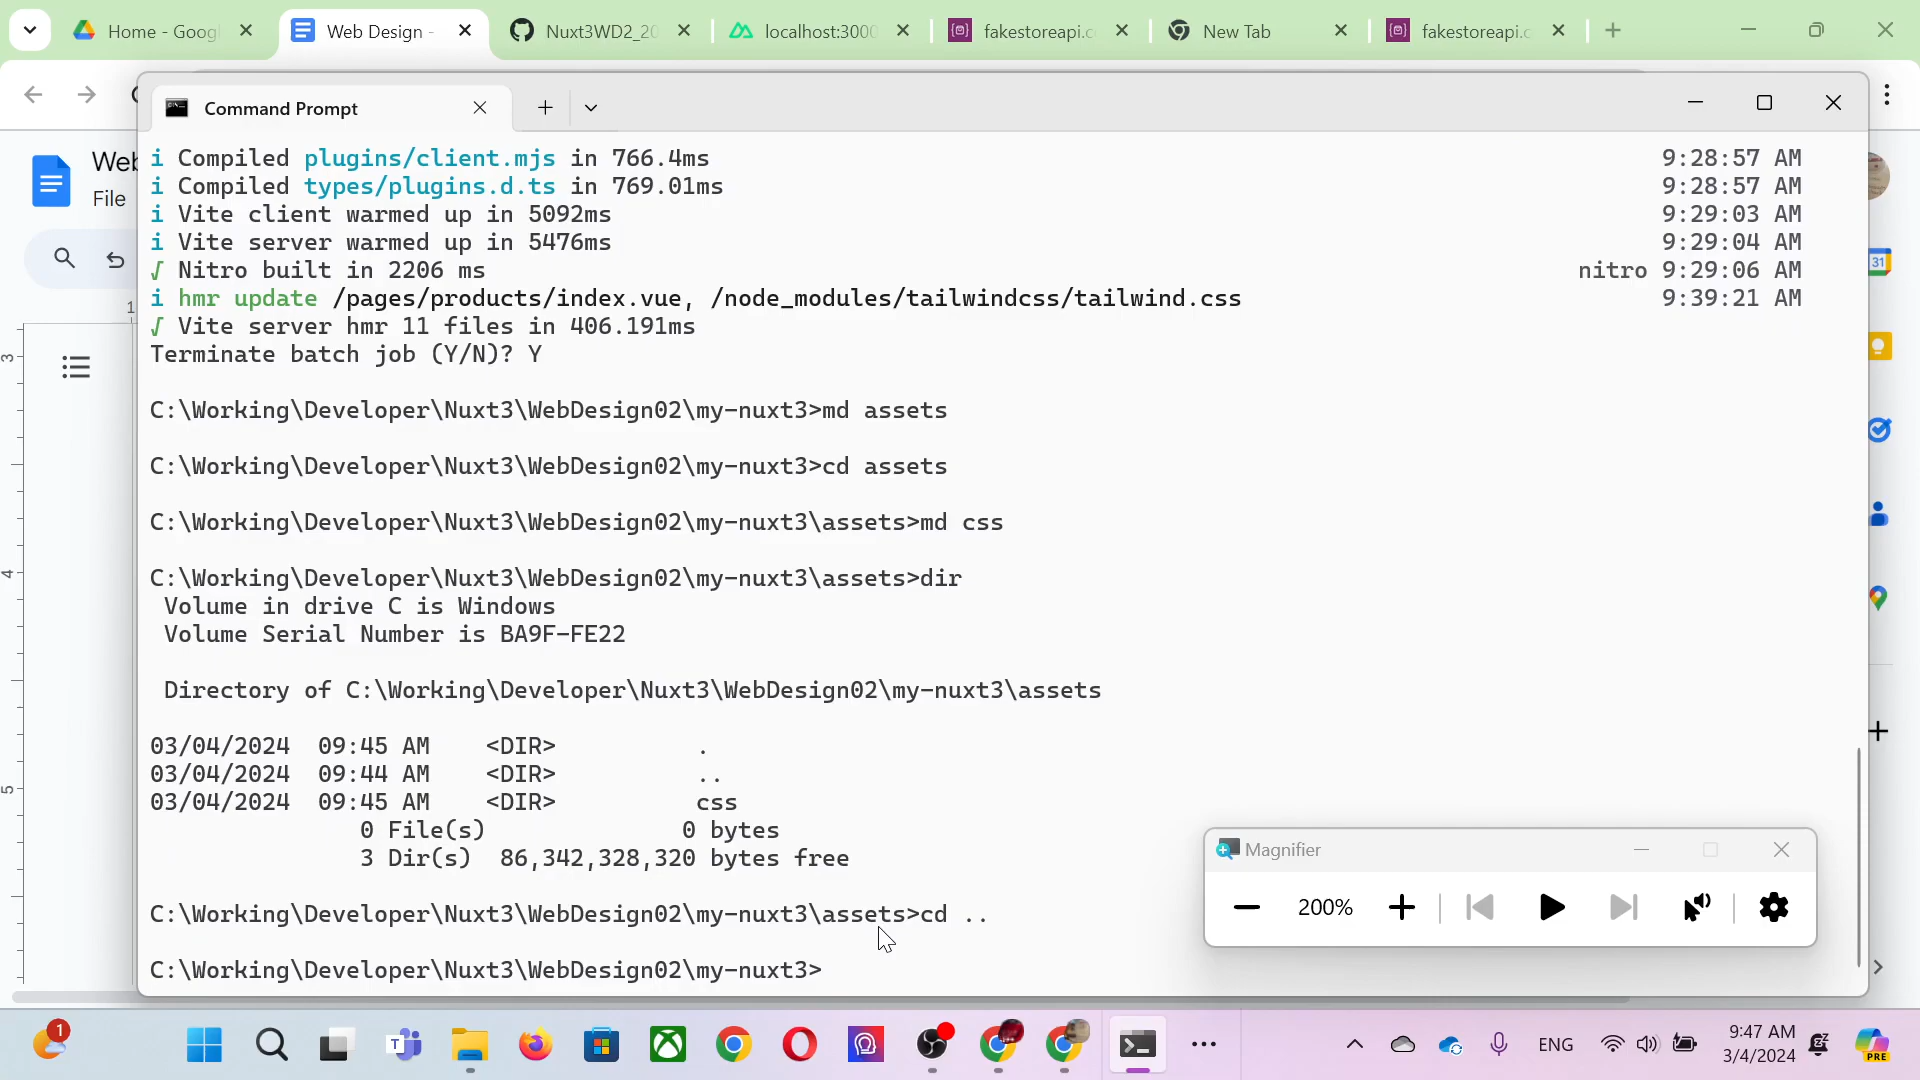 Home - Goog
Web Design -
Nuxt3WD2_20
localhost:3000
fakestoreapi.c
New Tab
fakestoreapi.c
Command Prompt
Web
File
i Compiled plugins/client.mjs in 766.4ms 9:28:57 AM
i Compiled types/plugins.d.ts in 769.01ms 9:28:57 AM
i Vite client warmed up in 5092ms 9:29:03 AM
i Vite server warmed up in 5476ms 9:29:04 AM
√ Nitro built in 2206 ms nitro 9:29:06 AM
i hmr update /pages/products/index.vue, /node_modules/tailwindcss/tailwind.css 9:39:21 AM
√ Vite server hmr 11 files in 406.191ms
Terminate batch job (Y/N)? Y
C:\Working\Developer\Nuxt3\WebDesign02\my-nuxt3>md assets
C:\Working\Developer\Nuxt3\WebDesign02\my-nuxt3>cd assets
C:\Working\Developer\Nuxt3\WebDesign02\my-nuxt3\assets>md css
C:\Working\Developer\Nuxt3\WebDesign02\my-nuxt3\assets>dir
Volume in drive C is Windows
Volume Serial Number is BA9F-FE22
Directory of C:\Working\Developer\Nuxt3\WebDesign02\my-nuxt3\assets
03/04/2024 09:45 AM <DIR> .
03/04/2024 09:44 AM <DIR> ..
03/04/2024 09:45 AM <DIR> css
0 File(s) 0 bytes
3 Dir(s) 86,342,328,320 bytes free
C:\Working\Developer\Nuxt3\WebDesign02\my-nuxt3\assets>cd ..
C:\Working\Developer\Nuxt3\WebDesign02\my-nuxt3>
1
3
4
5
31
Magnifier
200%
1
T
ENG
9:47 AM
3/4/2024
PRE